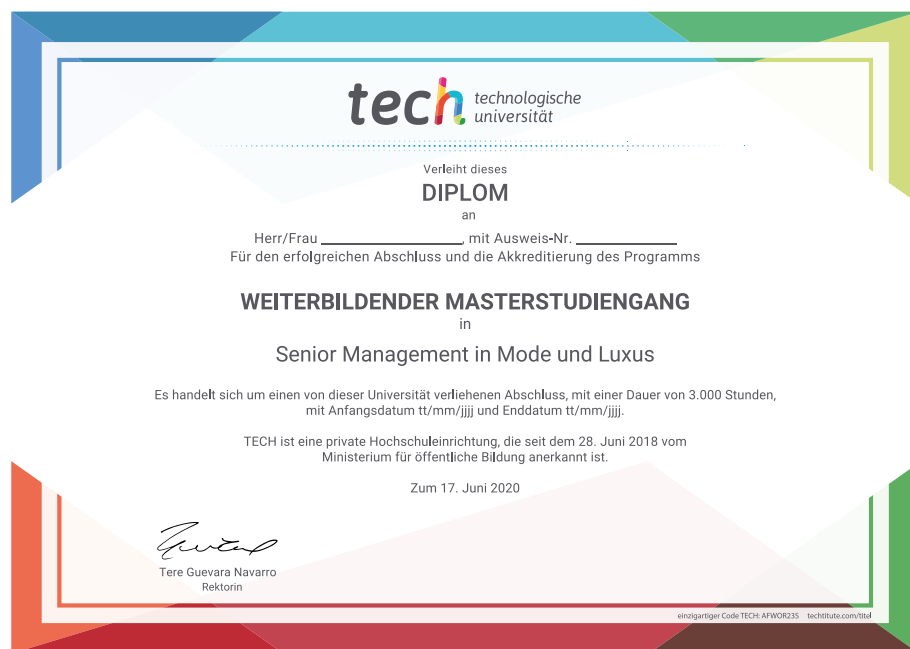 tech technologische
universität
Verleiht dieses
DIPLOM
an
Herr/Frau ____________, mit Ausweis-Nr. ____________
Für den erfolgreichen Abschluss und die Akkreditierung des Programms
WEITERBILDENDER MASTERSTUDIENGANG
in
Senior Management in Mode und Luxus
Es handelt sich um einen von dieser Universität verliehenen Abschluss, mit einer Dauer von 3.000 Stunden,
mit Anfangsdatum tt/mm/jjjj und Enddatum tt/mm/jjjj.
TECH ist eine private Hochschuleinrichtung, die seit dem 28. Juni 2018 vom
Ministerium für öffentliche Bildung anerkannt ist.
Zum 17. Juni 2020
Tere Guevara Navarro
Rektorin
einzigartiger Code TECH: AFWOR23S techtitute.com/titel